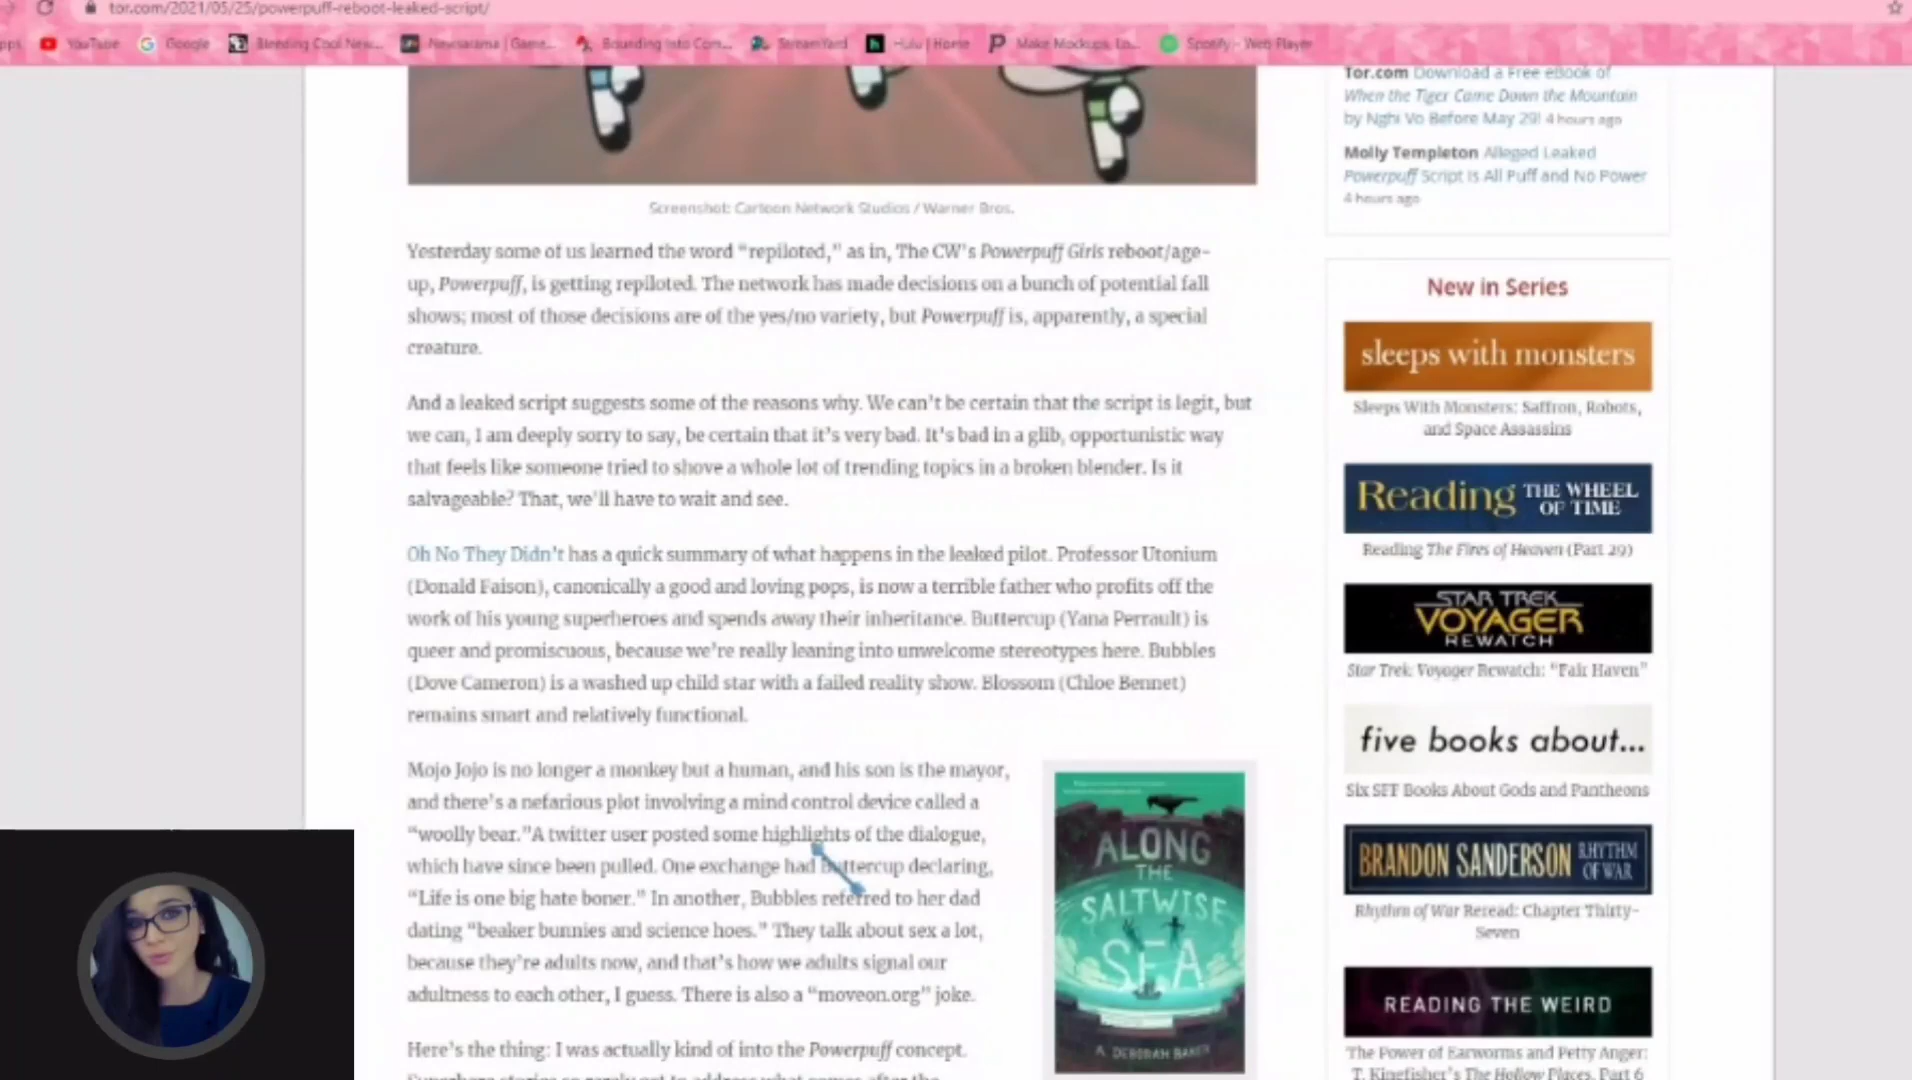 tor.com/2021/05/25/powerpuff-reboot-leaked-script/
YouTube
Google
Blending Cool New...
Newsarama | Game...
Bounding Into Com...
StreamYard
Hulu | Home
Make Mockups, Lo...
Spotify – Web Player
Screenshot: Cartoon Network Studios / Warner Bros.
Yesterday some of us learned the word “repiloted,” as in, The CW’s Powerpuff Girls reboot/age-
up, Powerpuff, is getting repiloted. The network has made decisions on a bunch of potential fall
shows; most of those decisions are of the yes/no variety, but Powerpuff is, apparently, a special
creature.
And a leaked script suggests some of the reasons why. We can’t be certain that the script is legit, but
we can, I am deeply sorry to say, be certain that it’s very bad. It’s bad in a glib, opportunistic way
that feels like someone tried to shove a whole lot of trending topics in a broken blender. Is it
salvageable? That, we’ll have to wait and see.
Oh No They Didn’t has a quick summary of what happens in the leaked pilot. Professor Utonium
(Donald Faison), canonically a good and loving pops, is now a terrible father who profits off the
work of his young superheroes and spends away their inheritance. Buttercup (Yana Perrault) is
queer and promiscuous, because we’re really leaning into unwelcome stereotypes here. Bubbles
(Dove Cameron) is a washed up child star with a failed reality show. Blossom (Chloe Bennet)
remains smart and relatively functional.
Mojo Jojo is no longer a monkey but a human, and his son is the mayor,
and there’s a nefarious plot involving a mind control device called a
“woolly bear.”A twitter user posted some highlights of the dialogue,
which have since been pulled. One exchange had Buttercup declaring,
“Life is one big hate boner.” In another, Bubbles referred to her dad
dating “beaker bunnies and science hoes.” They talk about sex a lot,
because they’re adults now, and that’s how we adults signal our
adultness to each other, I guess. There is also a “moveon.org” joke.
Here’s the thing: I was actually kind of into the Powerpuff concept.
ALONG
THE
SALTWISE
SEA
A. DEBORAH BAKER
Tor.com Download a Free eBook of
When the Tiger Came Down the Mountain
by Nghi Vo Before May 29! 4 hours ago
Molly Templeton Alleged Leaked
Powerpuff Script Is All Puff and No Power
4 hours ago
New in Series
sleeps with monsters
Sleeps With Monsters: Saffron, Robots,
and Space Assassins
Reading THE WHEEL
OF TIME
Reading The Fires of Heaven (Part 29)
STAR TREK
VOYAGER
REWATCH
Star Trek: Voyager Rewatch: “Fair Haven”
five books about...
Six SFF Books About Gods and Pantheons
BRANDON SANDERSON RHYTHM
OF WAR
Rhythm of War Reread: Chapter Thirty-
Seven
READING THE WEIRD
The Power of Earworms and Petty Anger:
T. Kingfisher’s The Hollow Places, Part 6